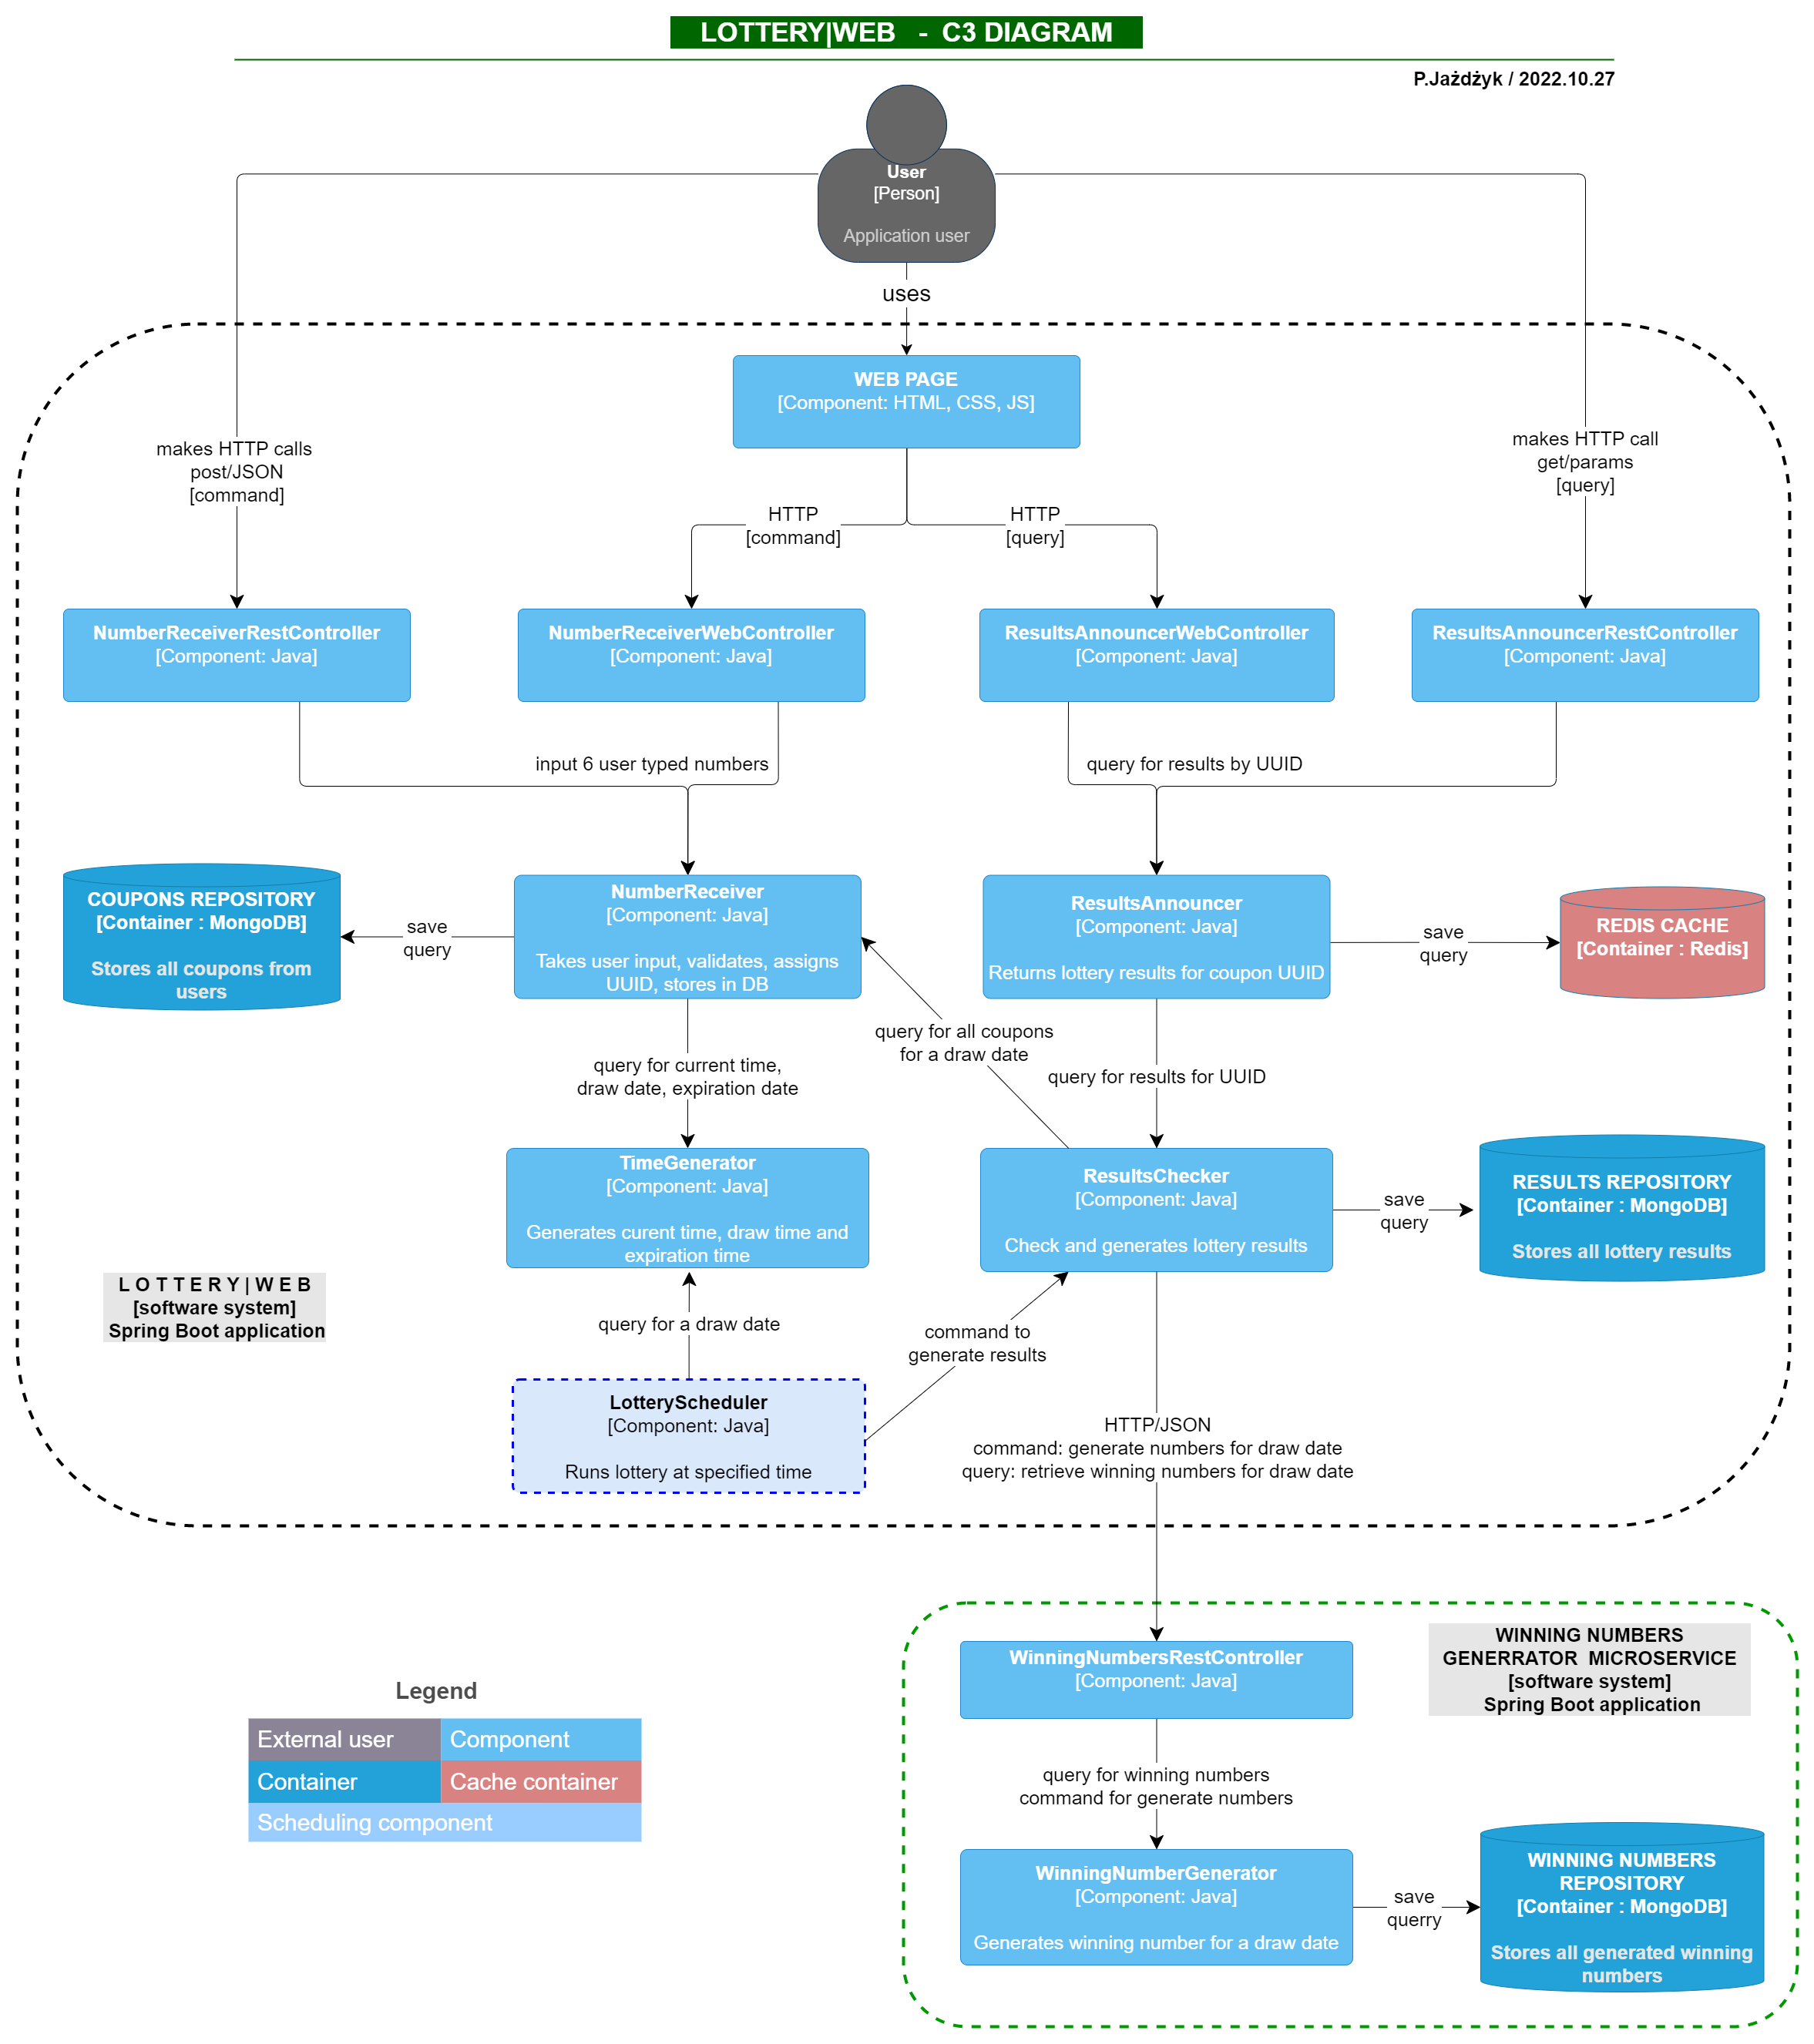 LOTTERY|WEB - C3 DIAGRAM
P.Jażdżyk / 2022.10.27
User
[Person]
Application user
uses
WEB PAGE
[Component: HTML, CSS, JS]
makes HTTP calls
post/JSON
[command]
makes HTTP call
get/params
[query]
HTTP
[command]
HTTP
[query]
NumberReceiverRestController
[Component: Java]
NumberReceiverWebController
[Component: Java]
ResultsAnnouncerWebController
[Component: Java]
ResultsAnnouncerRestController
[Component: Java]
input 6 user typed numbers
query for results by UUID
COUPONS REPOSITORY
[Container : MongoDB]
Stores all coupons from
users
save
query
NumberReceiver
[Component: Java]
Takes user input, validates, assigns
UUID, stores in DB
ResultsAnnouncer
[Component: Java]
Returns lottery results for coupon UUID
save
query
REDIS CACHE
[Container : Redis]
query for all coupons
for a draw date
query for current time,
draw date, expiration date
query for results for UUID
TimeGenerator
[Component: Java]
Generates curent time, draw time and
expiration time
ResultsChecker
[Component: Java]
Check and generates lottery results
save
query
RESULTS REPOSITORY
[Container : MongoDB]
Stores all lottery results
L O T T E R Y | W E B
[software system]
Spring Boot application
query for a draw date
command to
generate results
LotteryScheduler
[Component: Java]
Runs lottery at specified time
HTTP/JSON
command: generate numbers for draw date
query: retrieve winning numbers for draw date
WinningNumbersRestController
[Component: Java]
WINNING NUMBERS
GENERRATOR MICROSERVICE
[software system]
Spring Boot application
Legend
External user
Component
Container
Cache container
Scheduling component
query for winning numbers
command for generate numbers
WinningNumberGenerator
[Component: Java]
Generates winning number for a draw date
save
querry
WINNING NUMBERS
REPOSITORY
[Container : MongoDB]
Stores all generated winning
numbers